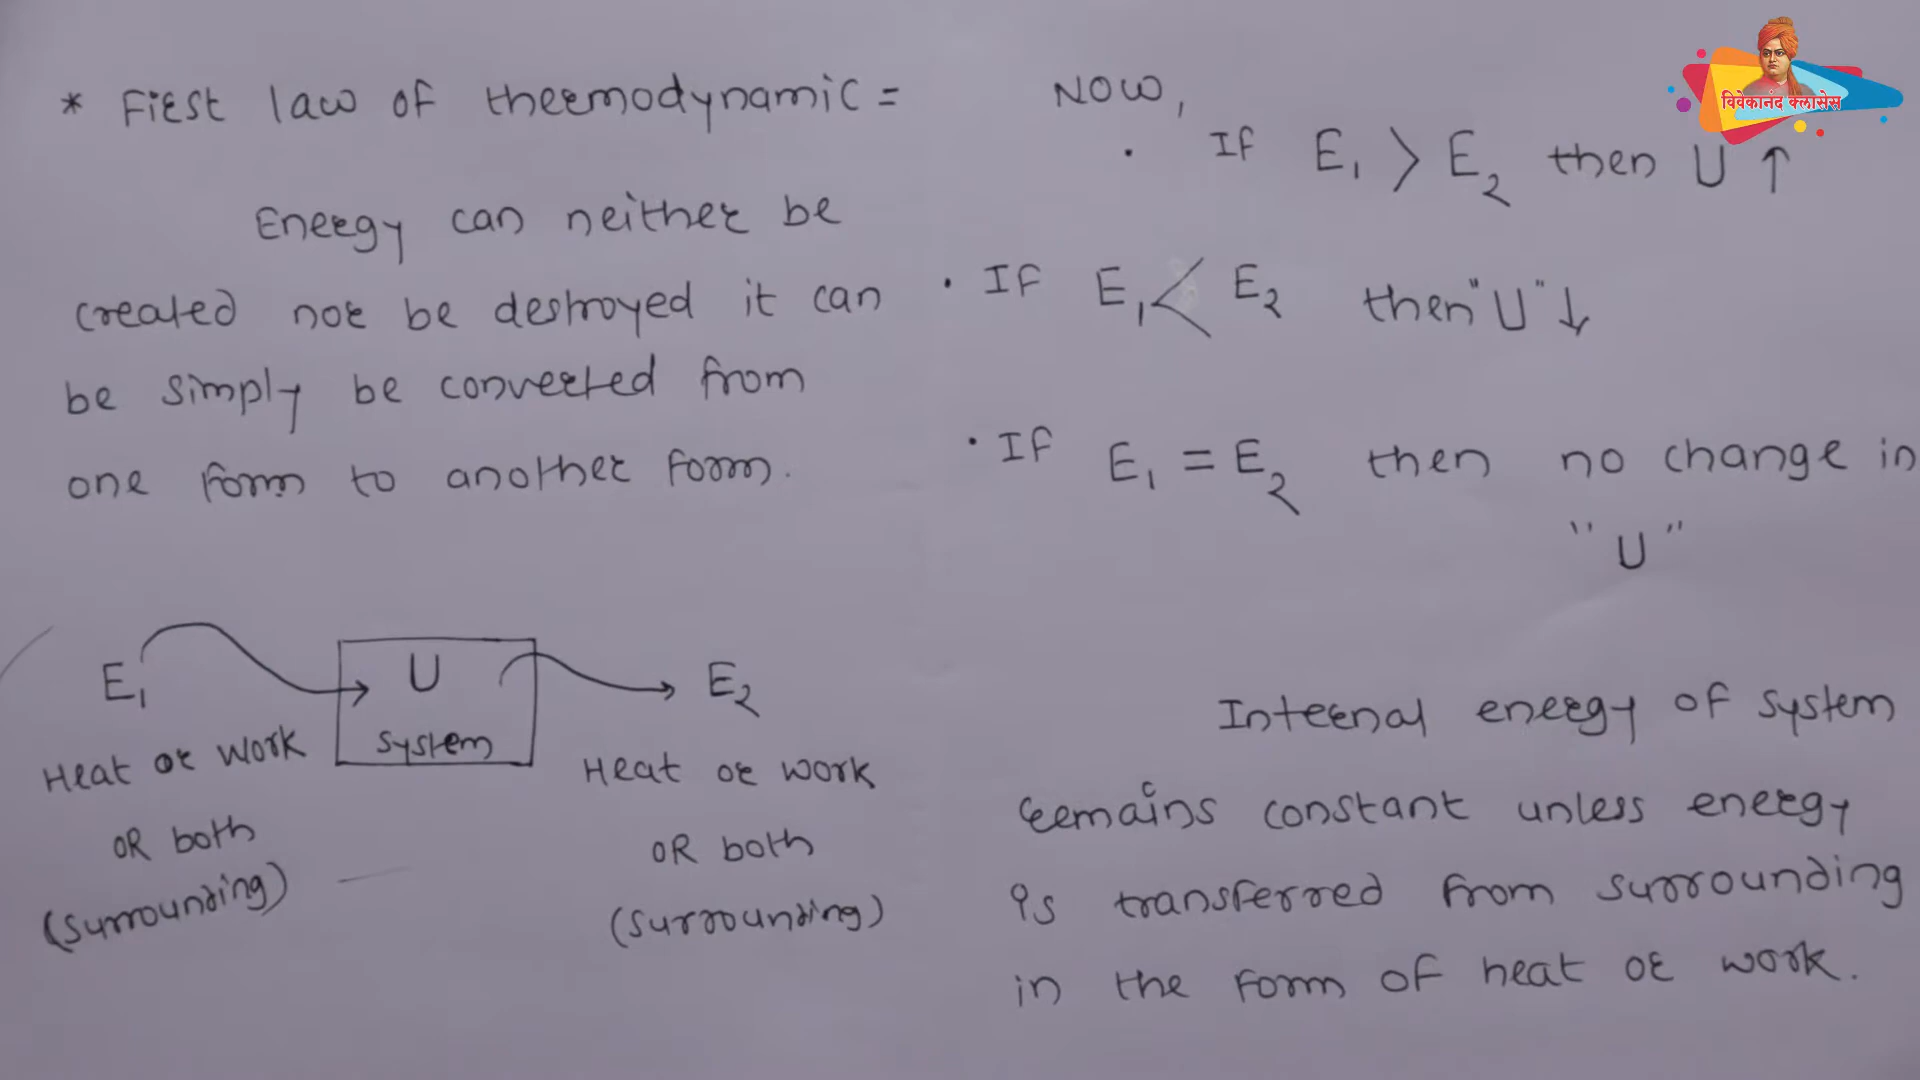 * First law of thermodynamic =
Energy can neither be
created nor be destroyed it can
be simply be converted from
one form to another form.
E₁ U E₂
system
Heat or work
OR both
(surrounding)
Heat or work
OR both
(surrounding)
NOW,
. If E₁ > E₂ then U ↑
. If E₁ < E₂ then "U" ↓
. If E₁ = E₂ then no change in
"U"
Internal energy of system
remains constant unless energy
is transferred from surrounding
in the form of heat or work.
विवेकानंद क्लासेस